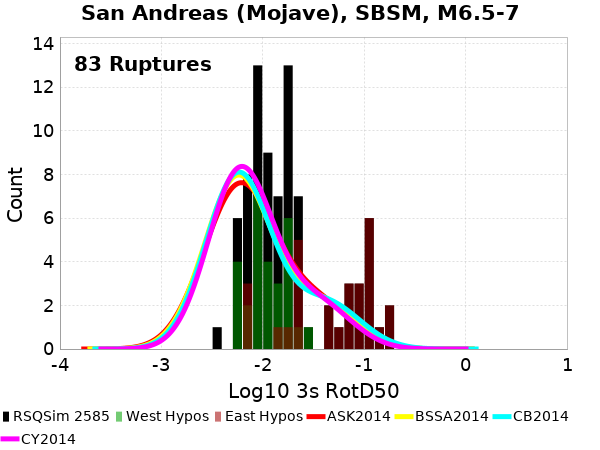 San Andreas (Mojave), SBSM, M6.5-7
83 Ruptures
14
12
10
8
6
4
2
0
Count
-4 -3 -2 -1 0 1
Log10 3s RotD50
RSQSim 2585 West Hypos East Hypos ASK2014 BSSA2014 CB2014
CY2014